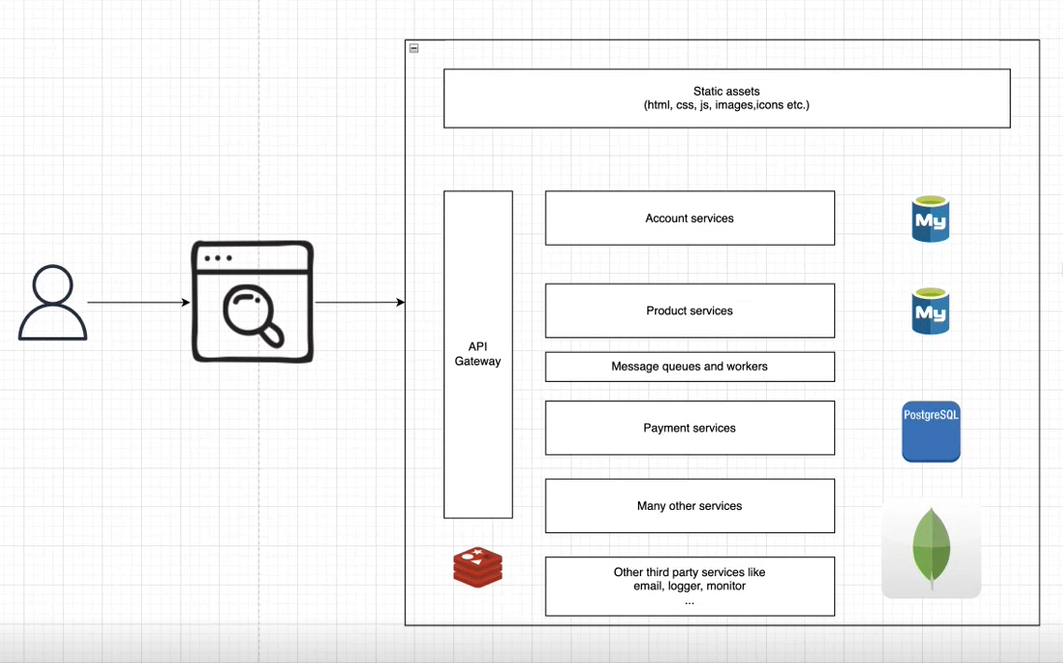 Static assets
(html, css, js, images,icons etc.)
Account services
My
Product services
My
API
Gateway
Message queues and workers
Payment services
PostgreSQL
Many other services
Other third party services like
email, logger, monitor
...